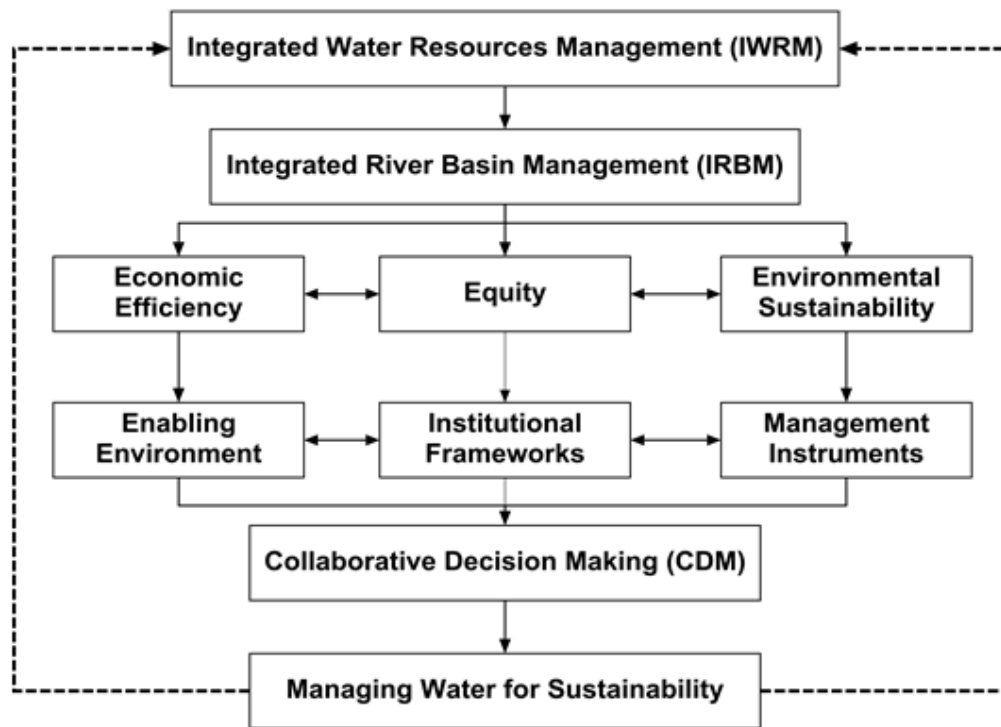 Integrated Water Resources Management (IWRM)
Integrated River Basin Management (IRBM)
Economic
Efficiency
Equity
Environmental
Sustainability
Enabling
Environment
Institutional
Frameworks
Management
Instruments
Collaborative Decision Making (CDM)
Managing Water for Sustainability